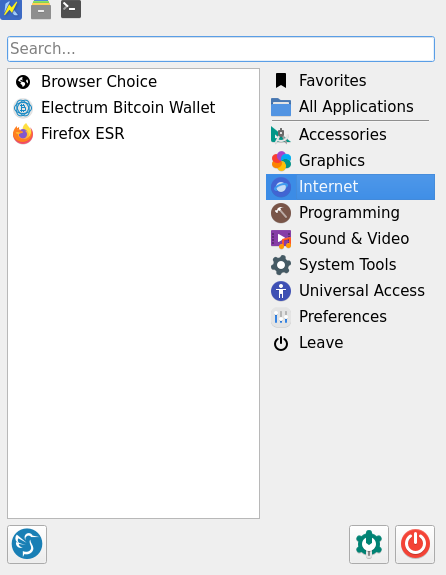 Search...
Browser Choice
Electrum Bitcoin Wallet
Firefox ESR
Favorites
All Applications
Accessories
Graphics
Internet
Programming
Sound & Video
System Tools
Universal Access
Preferences
Leave